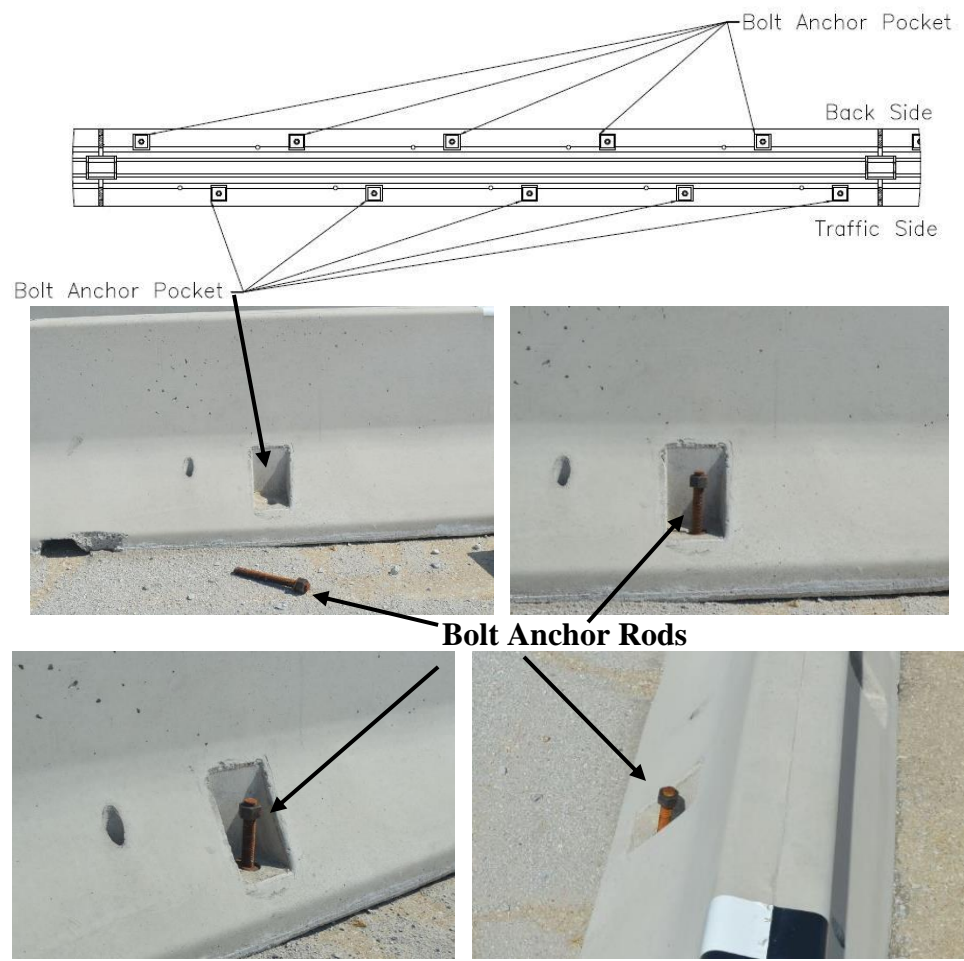 Bolt Anchor Pocket
Back Side
Traffic Side
Bolt Anchor Pocket
Bolt Anchor Rods